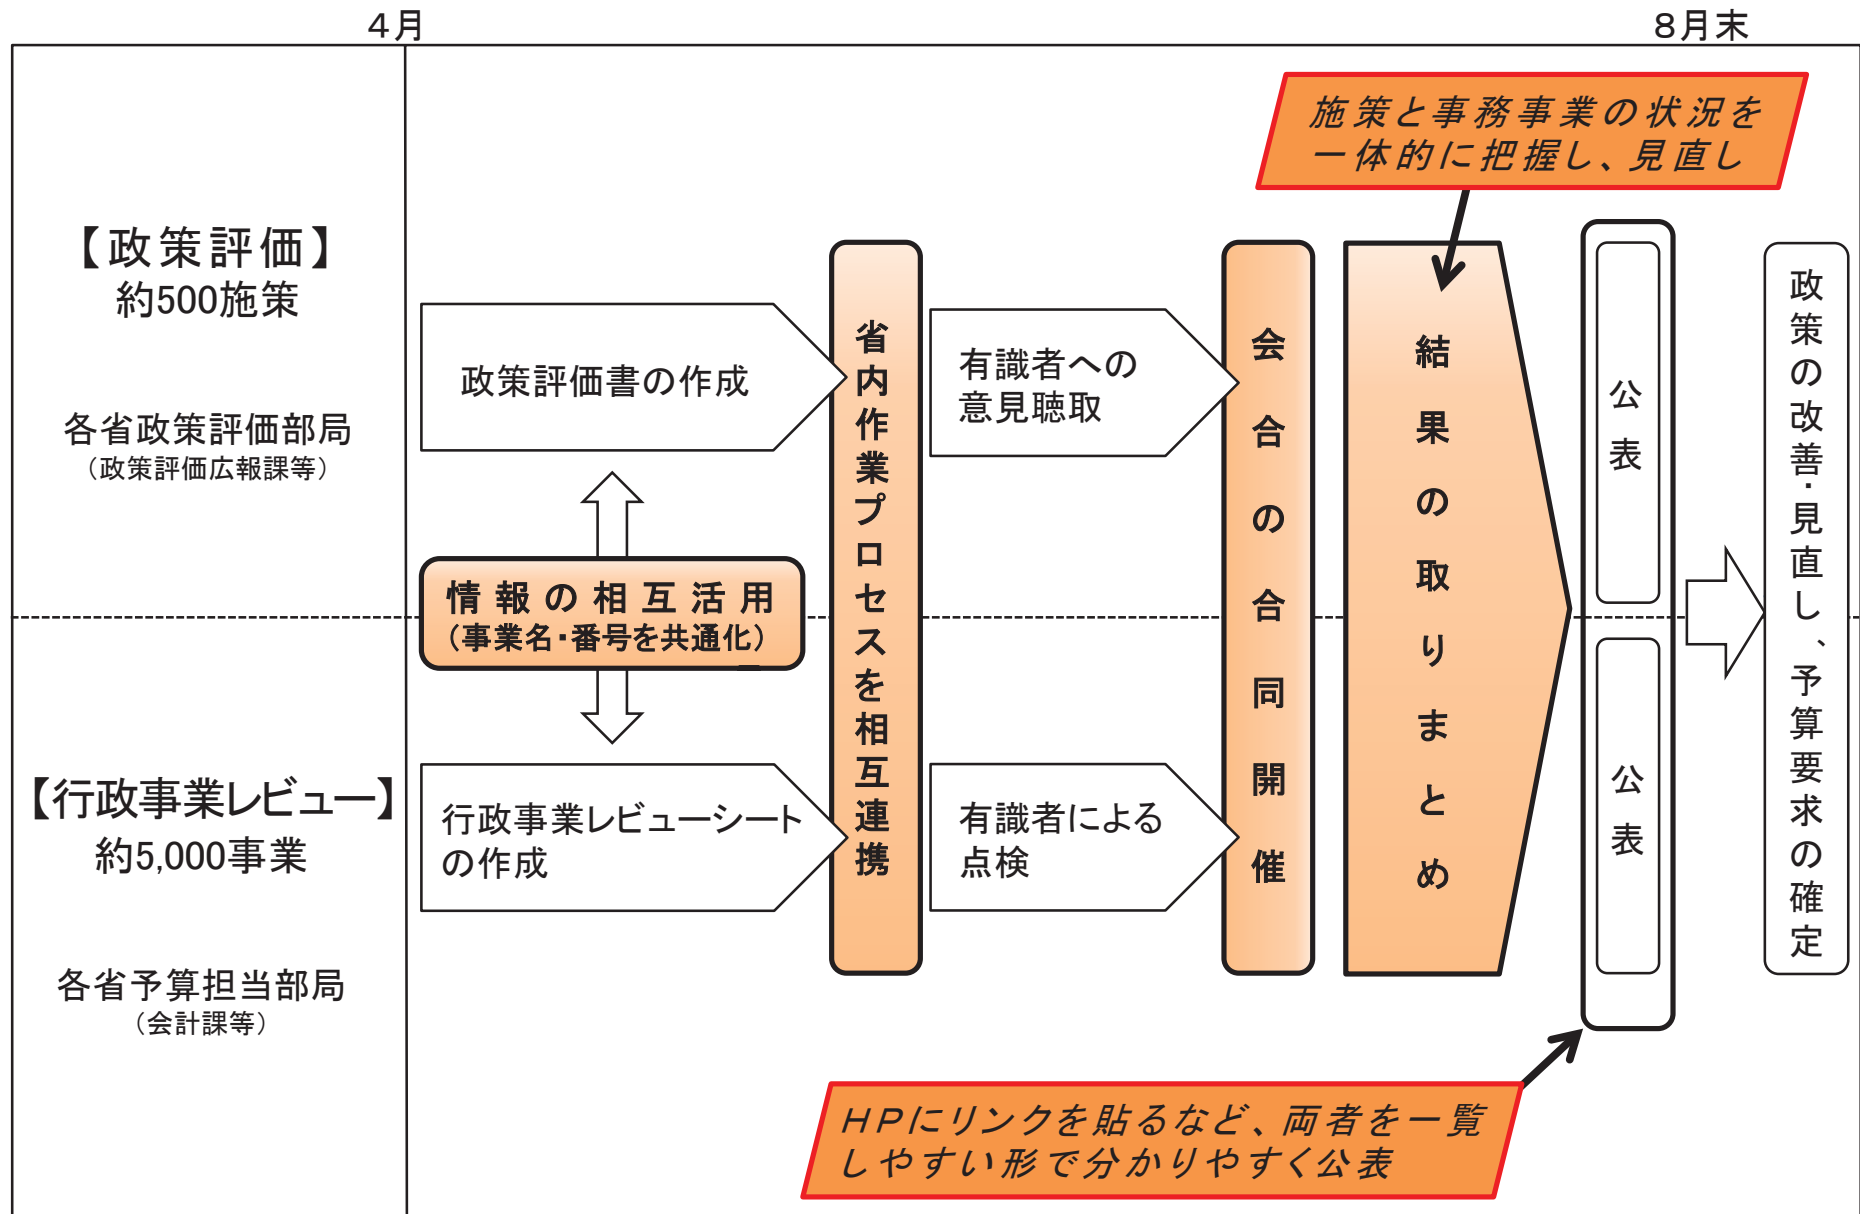 4月
8月末
施策と事務事業の状況を
一体的に把握し、見直し
【政策評価】
約500施策
各省政策評価部局
（政策評価広報課等）
政策評価書の作成
省内作業プロセスを相互連携
有識者への
意見聴取
会合の合同開催
結果の取りまとめ
公表
政策の改善・見直し、予算要求の確定
情報の相互活用
（事業名・番号を共通化）
【行政事業レビュー】
約5,000事業
各省予算担当部局
（会計課等）
行政事業レビューシート
の作成
有識者による
点検
公表
HPにリンクを貼るなど、両者を一覧
しやすい形で分かりやすく公表